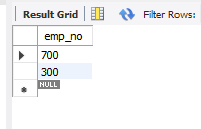 Result Grid Filter Rows:
emp_no
700
300
NULL